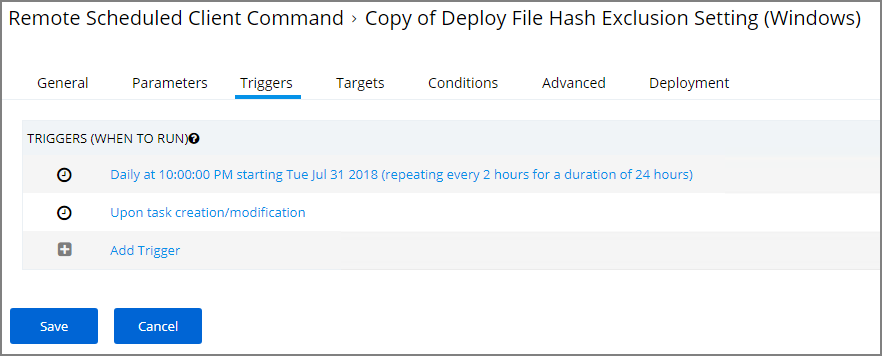 Remote Scheduled Client Command › Copy of Deploy File Hash Exclusion Setting (Windows)
General Parameters Triggers Targets Conditions Advanced Deployment
TRIGGERS (WHEN TO RUN)?
Daily at 10:00:00 PM starting Tue Jul 31 2018 (repeating every 2 hours for a duration of 24 hours)
Upon task creation/modification
Add Trigger
Save Cancel